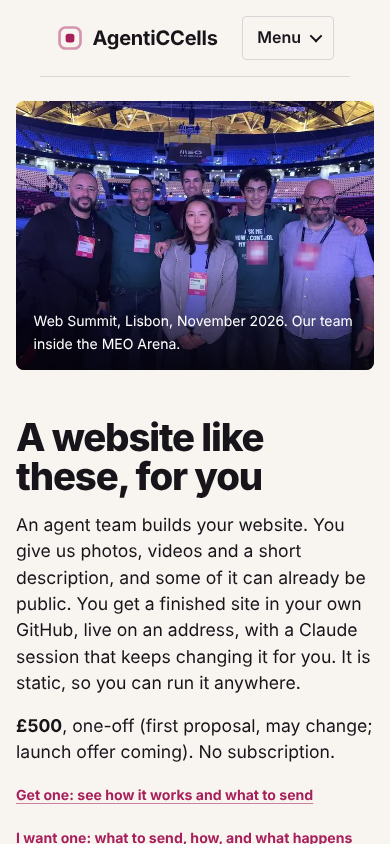 AgentiCCells
Menu
MEO
Web Summit, Lisbon, November 2026. Our team
inside the MEO Arena.
A website like
these, for you
An agent team builds your website. You
give us photos, videos and a short
description, and some of it can already be
public. You get a finished site in your own
GitHub, live on an address, with a Claude
session that keeps changing it for you. It is
static, so you can run it anywhere.
£500, one-off (first proposal, may change;
launch offer coming). No subscription.
Get one: see how it works and what to send
I want one: what to send, how, and what happens